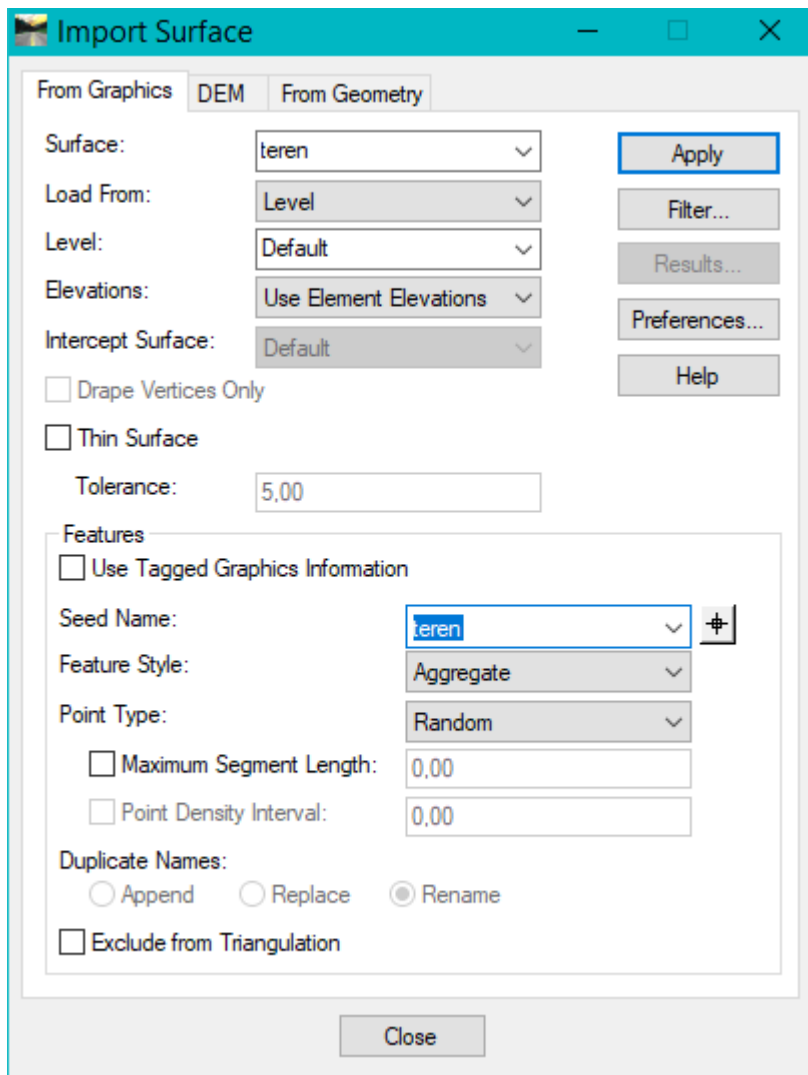 Import Surface
From Graphics DEM From Geometry
Surface: teren Apply
Load From: Level Filter...
Level: Default Results...
Elevations: Use Element Elevations Preferences...
Intercept Surface: Default Help
Drape Vertices Only
Thin Surface
Tolerance: 5,00
Features
Use Tagged Graphics Information
Seed Name: teren
Feature Style: Aggregate
Point Type: Random
Maximum Segment Length: 0,00
Point Density Interval: 0,00
Duplicate Names:
Append Replace Rename
Exclude from Triangulation
Close